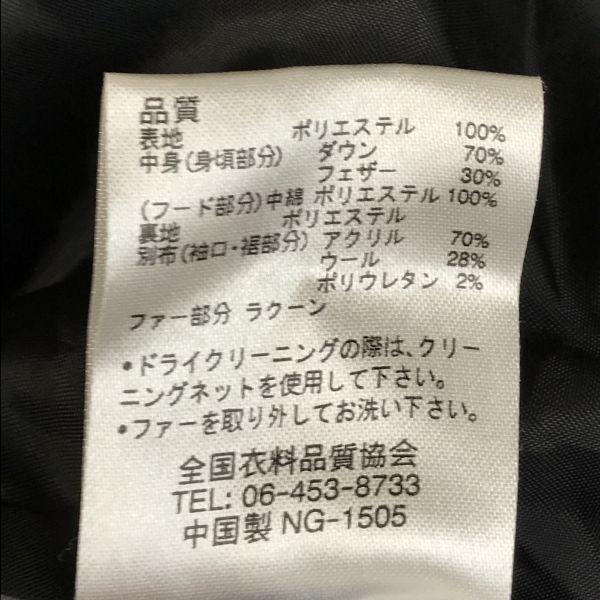 品質
表地 ポリエステル 100%
中身(身頃部分) ダウン 70%
フェザー 30%
(フード部分)中綿 ポリエステル 100%
裏地 ポリエステル
別布(袖口・裾部分) アクリル 70%
ウール 28%
ポリウレタン 2%
ファー部分 ラクーン
•ドライクリーニングの際は、クリー
ニングネットを使用して下さい。
•ファーを取り外してお洗い下さい。
全国衣料品質協会
TEL: 06-453-8733
中国製 NG-1505